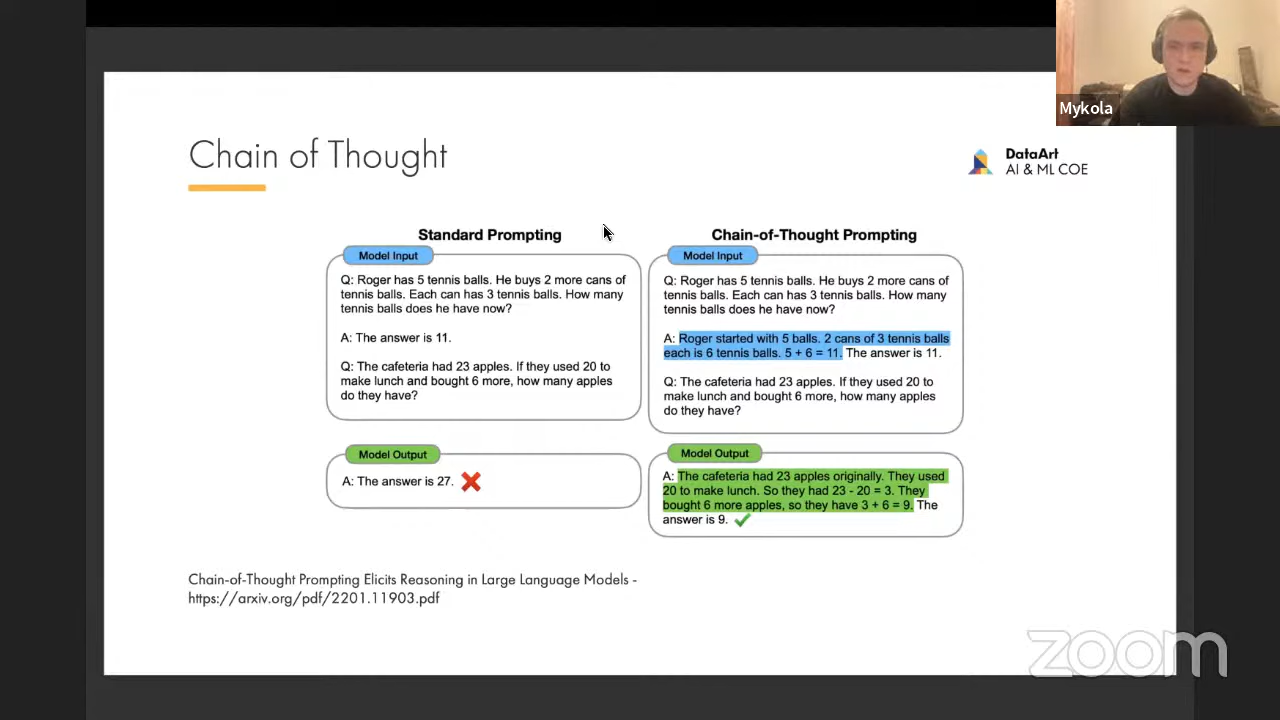 Mykola
Chain of Thought
DataArt
AI & ML COE
Standard Prompting
Model Input
Q: Roger has 5 tennis balls. He buys 2 more cans of
tennis balls. Each can has 3 tennis balls. How many
tennis balls does he have now?
A: The answer is 11.
Q: The cafeteria had 23 apples. If they used 20 to
make lunch and bought 6 more, how many apples
do they have?
Model Output
A: The answer is 27.
Chain-of-Thought Prompting
Model Input
Q: Roger has 5 tennis balls. He buys 2 more cans of
tennis balls. Each can has 3 tennis balls. How many
tennis balls does he have now?
A: Roger started with 5 balls. 2 cans of 3 tennis balls
each is 6 tennis balls. 5 + 6 = 11. The answer is 11.
Q: The cafeteria had 23 apples. If they used 20 to
make lunch and bought 6 more, how many apples
do they have?
Model Output
A: The cafeteria had 23 apples originally. They used
20 to make lunch. So they had 23 - 20 = 3. They
bought 6 more apples, so they have 3 + 6 = 9. The
answer is 9.
Chain-of-Thought Prompting Elicits Reasoning in Large Language Models -
https://arxiv.org/pdf/2201.11903.pdf
zoom